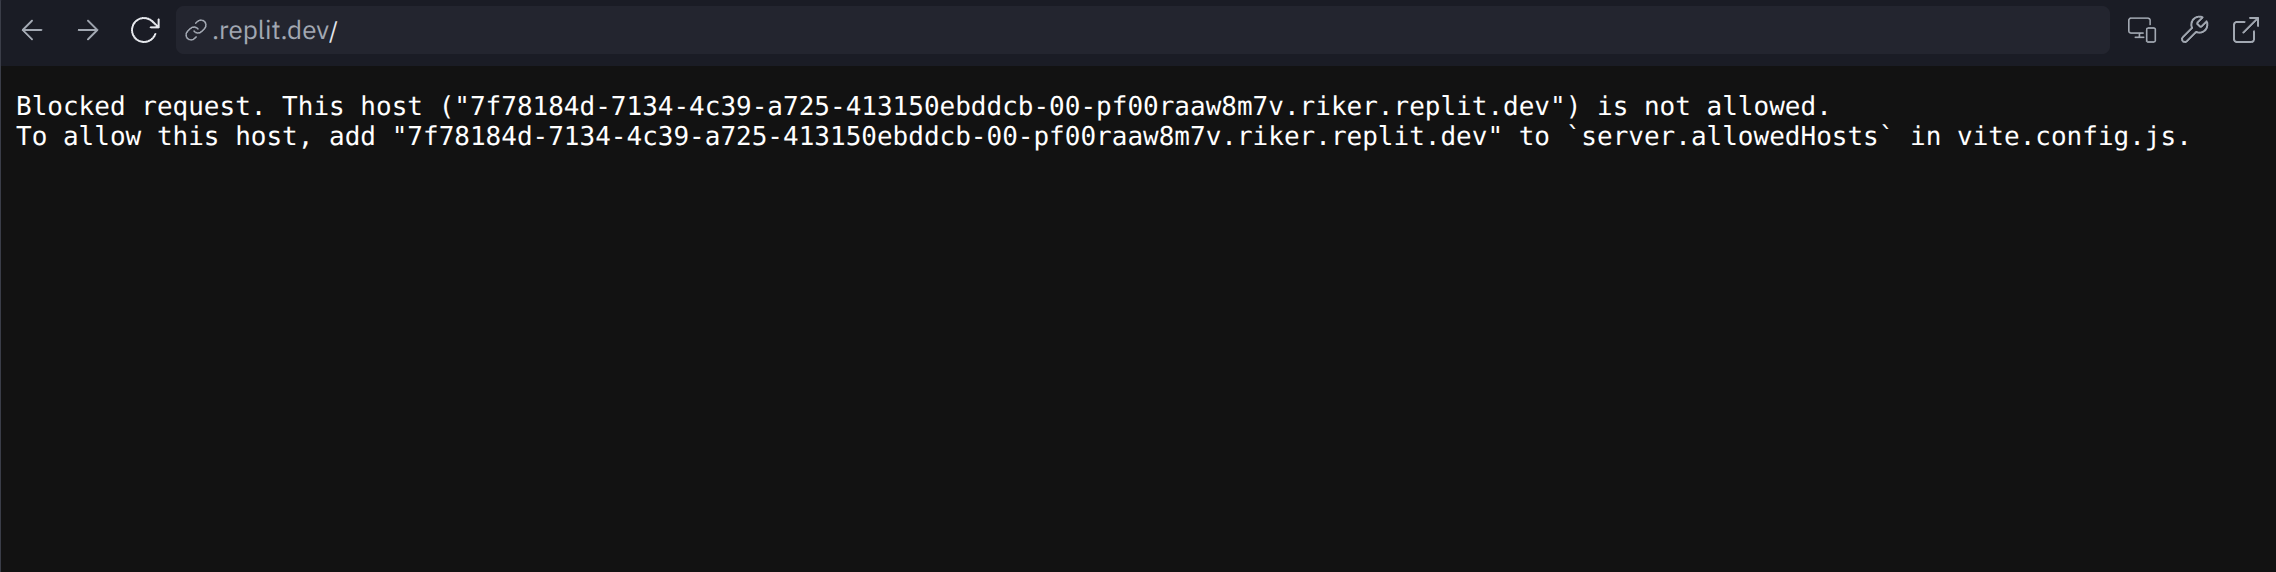 .replit.dev/
Blocked request. This host ("7f78184d-7134-4c39-a725-413150ebddcb-00-pf00raaw8m7v.riker.replit.dev") is not allowed.
To allow this host, add "7f78184d-7134-4c39-a725-413150ebddcb-00-pf00raaw8m7v.riker.replit.dev" to `server.allowedHosts` in vite.config.js.